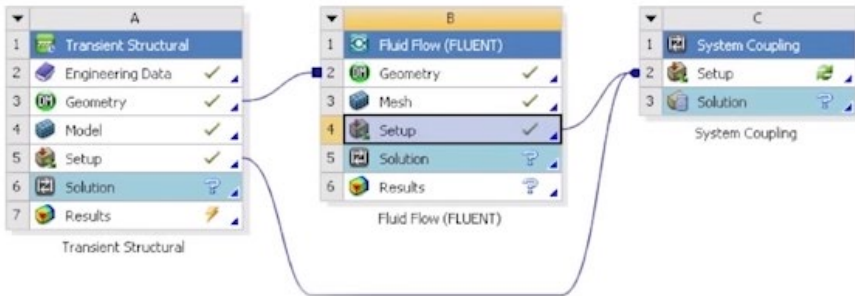 A
1 Transient Structural
2 Engineering Data
3 Geometry
4 Model
5 Setup
6 Solution
7 Results
Transient Structural
B
1 Fluid Flow (FLUENT)
2 Geometry
3 Mesh
4 Setup
5 Solution
6 Results
Fluid Flow (FLUENT)
C
1 System Coupling
2 Setup
3 Solution
System Coupling